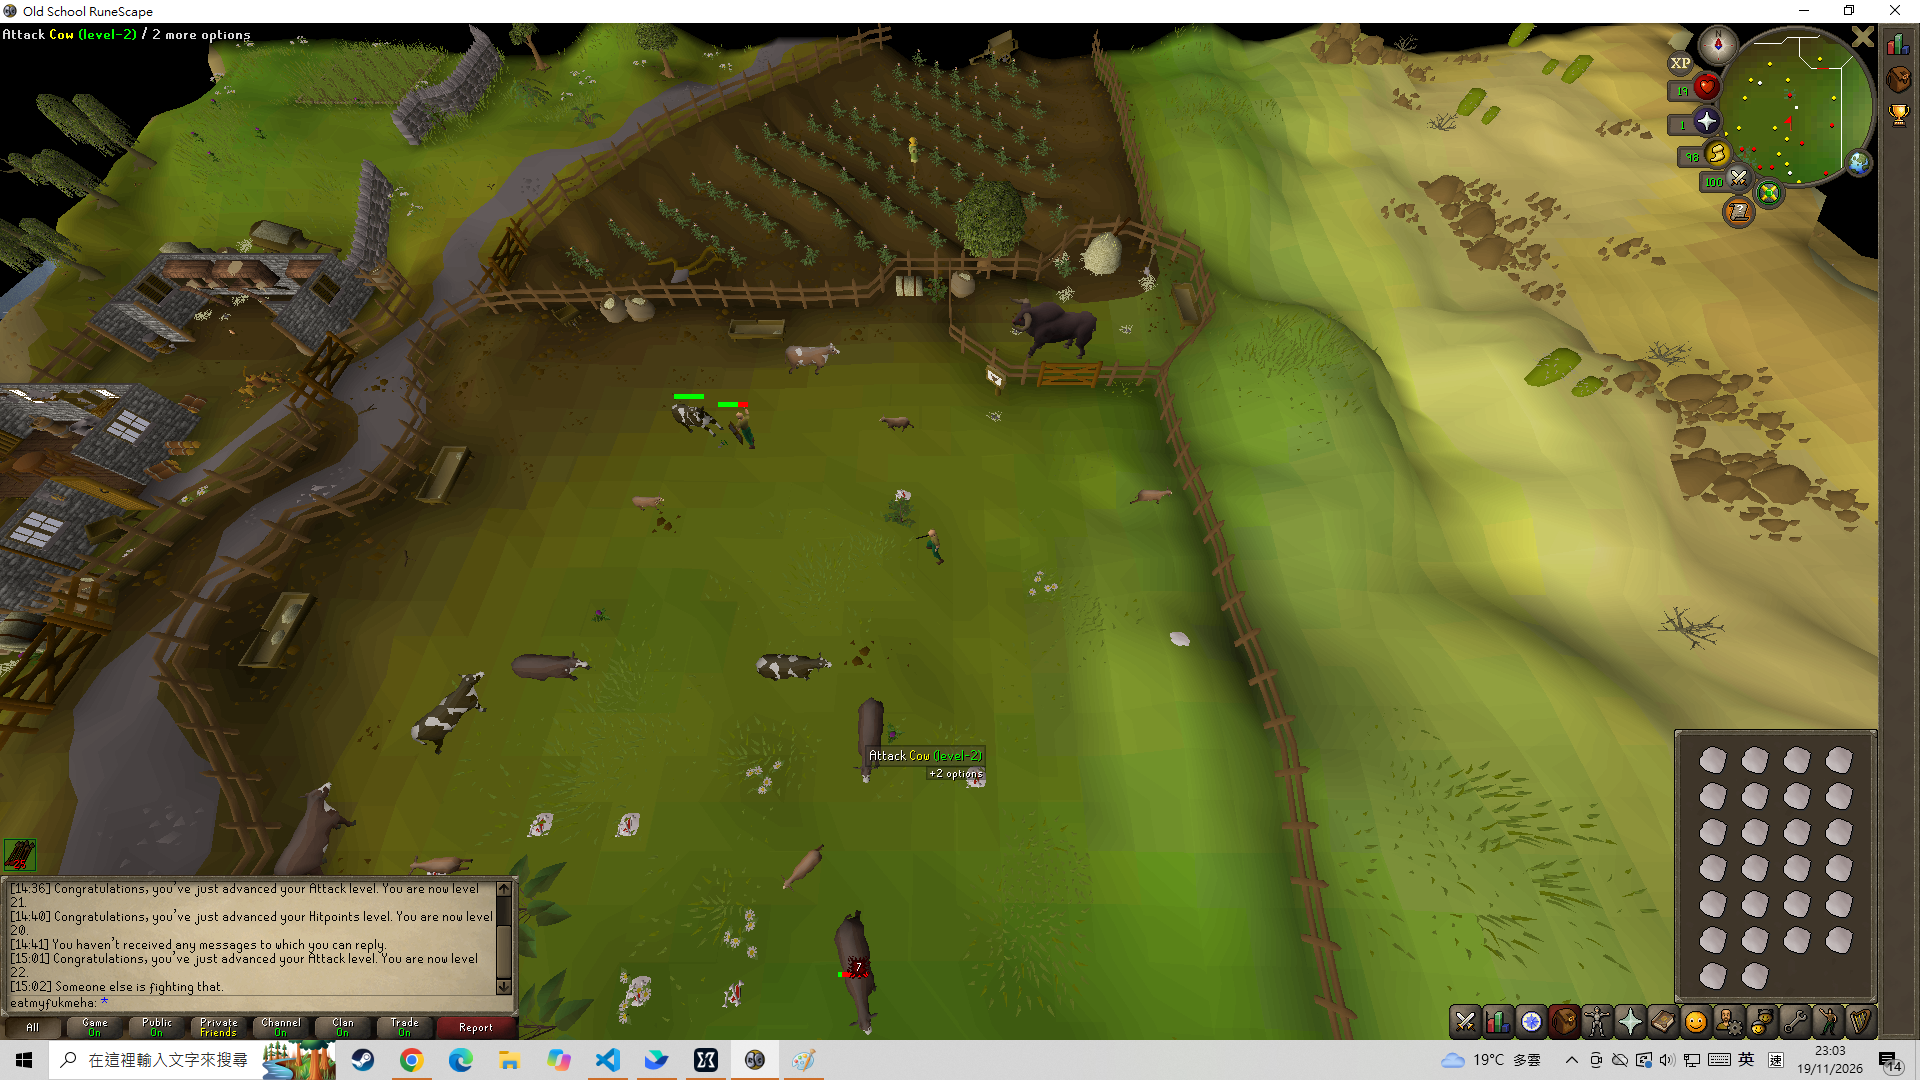 Old School RuneScape
Attack Cow (level-2) / 2 more options
N
XP
19
1
98
100
Attack Cow (level-2)
+2 options
7
25
[14:36] Congratulations, you've just advanced your Attack level. You are now level
21.
[14:40] Congratulations, you've just advanced your Hitpoints level. You are now level
20.
[14:41] You haven't received any messages to which you can reply.
[15:01] Congratulations, you've just advanced your Attack level. You are now level
22.
[15:02] Someone else is fighting that.
eatmyfukmeha: *
All
Game
On
Public
On
Private
Friends
Channel
On
Clan
On
Trade
On
Report
在這裡輸入文字來搜尋
19°C 多雲
英
速
23:03
19/11/2026
14